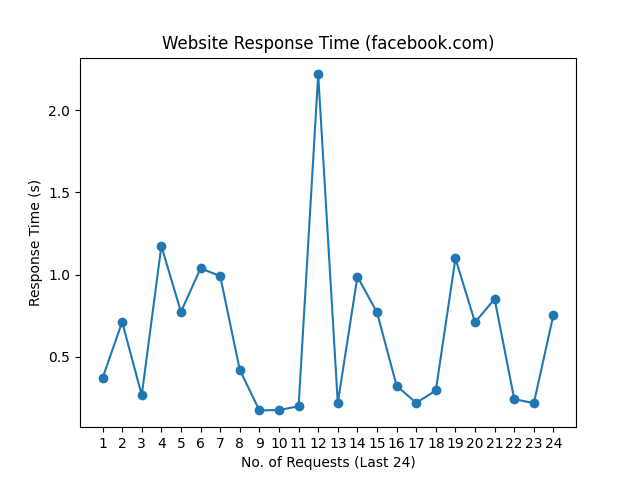 Website Response Time (facebook.com)
2.0
1.5
1.0
0.5
Response Time (s)
1 2 3 4 5 6 7 8 9 10 11 12 13 14 15 16 17 18 19 20 21 22 23 24
No. of Requests (Last 24)